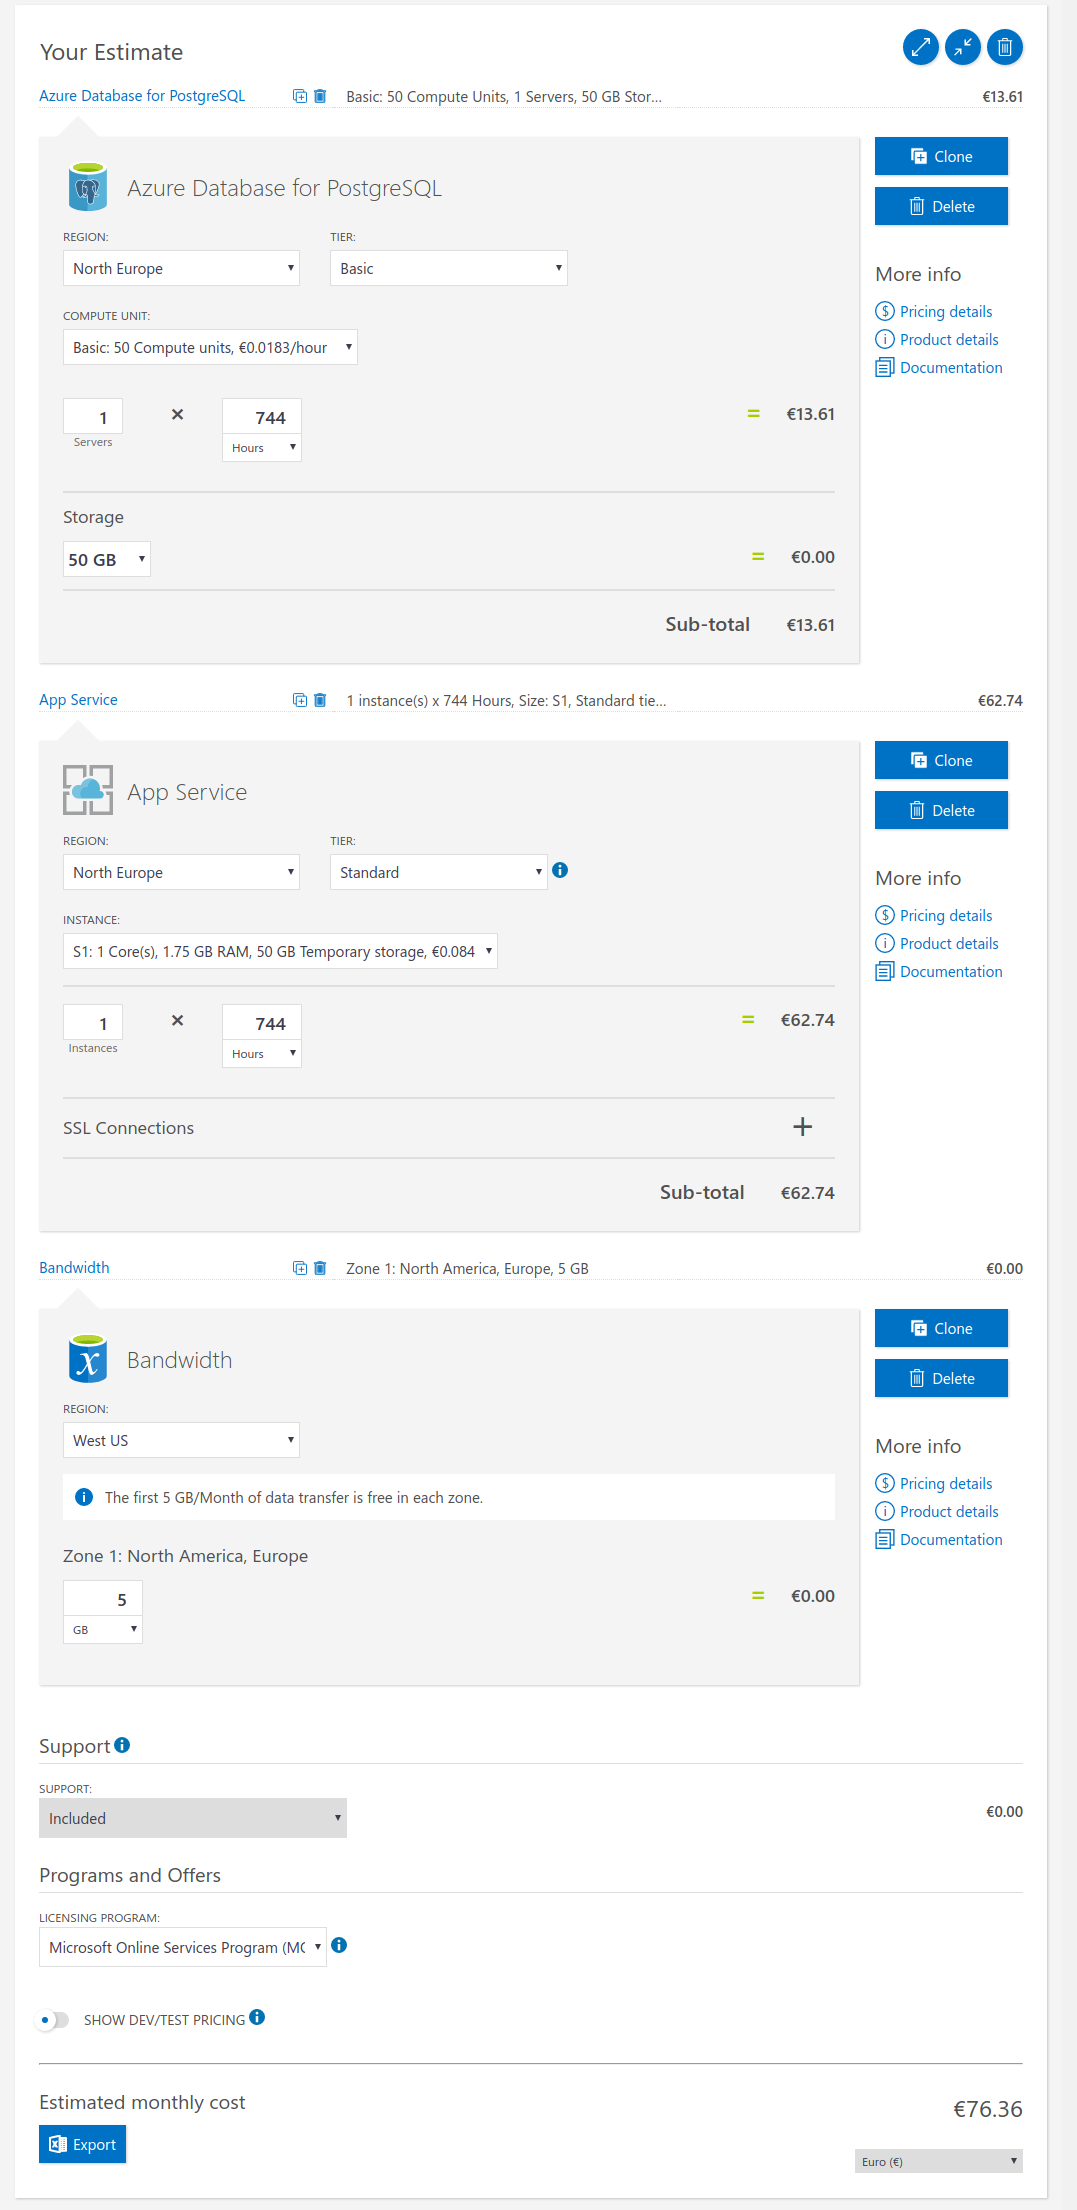 Your Estimate
Azure Database for PostgreSQL Basic: 50 Compute Units, 1 Servers, 50 GB Stor... €13.61
Azure Database for PostgreSQL
Clone
Delete
REGION: TIER:
North Europe Basic
More info
COMPUTE UNIT:
Pricing details
Basic: 50 Compute units, €0.0183/hour
Product details
Documentation
1 × 744 = €13.61
Servers Hours
Storage
50 GB = €0.00
Sub-total €13.61
App Service 1 instance(s) x 744 Hours, Size: S1, Standard tie... €62.74
App Service
Clone
Delete
REGION: TIER:
North Europe Standard
More info
INSTANCE:
Pricing details
S1: 1 Core(s), 1.75 GB RAM, 50 GB Temporary storage, €0.084
Product details
Documentation
1 × 744 = €62.74
Instances Hours
SSL Connections +
Sub-total €62.74
Bandwidth Zone 1: North America, Europe, 5 GB €0.00
Bandwidth
Clone
Delete
REGION:
West US
More info
Pricing details
The first 5 GB/Month of data transfer is free in each zone.
Product details
Documentation
Zone 1: North America, Europe
5 = €0.00
GB
Support
SUPPORT:
Included €0.00
Programs and Offers
LICENSING PROGRAM:
Microsoft Online Services Program (MO
SHOW DEV/TEST PRICING
Estimated monthly cost €76.36
Export
Euro (€)